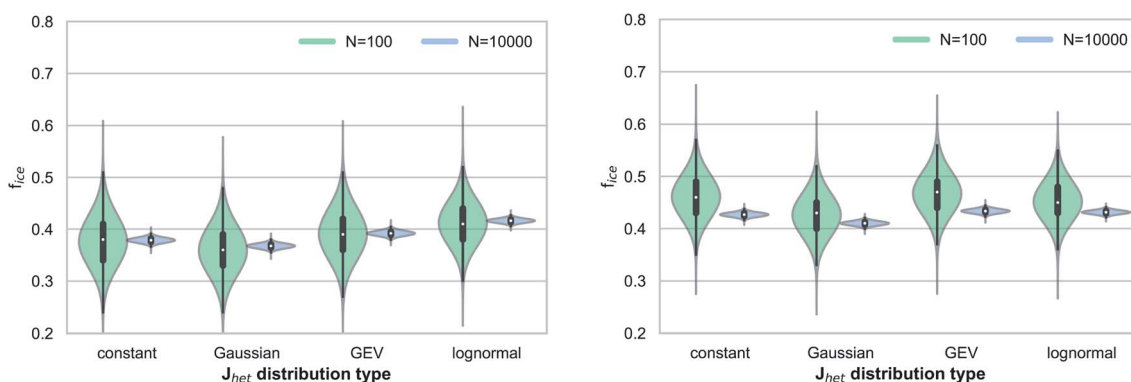 0.8
0.7
0.6
0.5
0.4
0.3
0.2
f_ice
N=100 N=10000
constant Gaussian GEV lognormal
J_het distribution type
0.8
0.7
0.6
0.5
0.4
0.3
0.2
f_ice
N=100 N=10000
constant Gaussian GEV lognormal
J_het distribution type